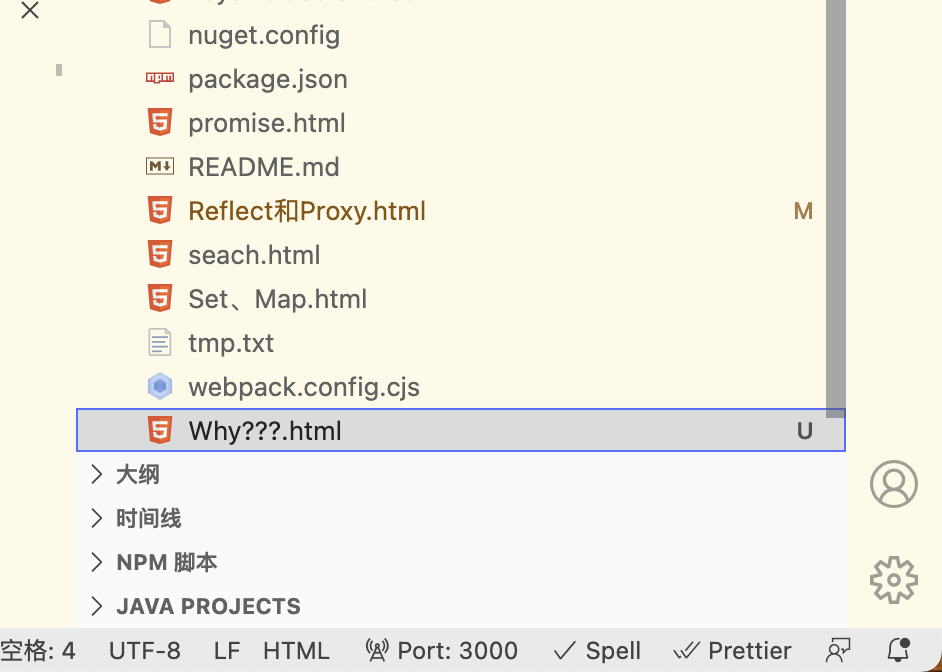 nuget.config
package.json
promise.html
README.md
Reflect和Proxy.html M
seach.html
Set、Map.html
tmp.txt
webpack.config.cjs
Why???.html U
大纲
时间线
NPM 脚本
JAVA PROJECTS
空格: 4 UTF-8 LF HTML Port: 3000 Spell Prettier